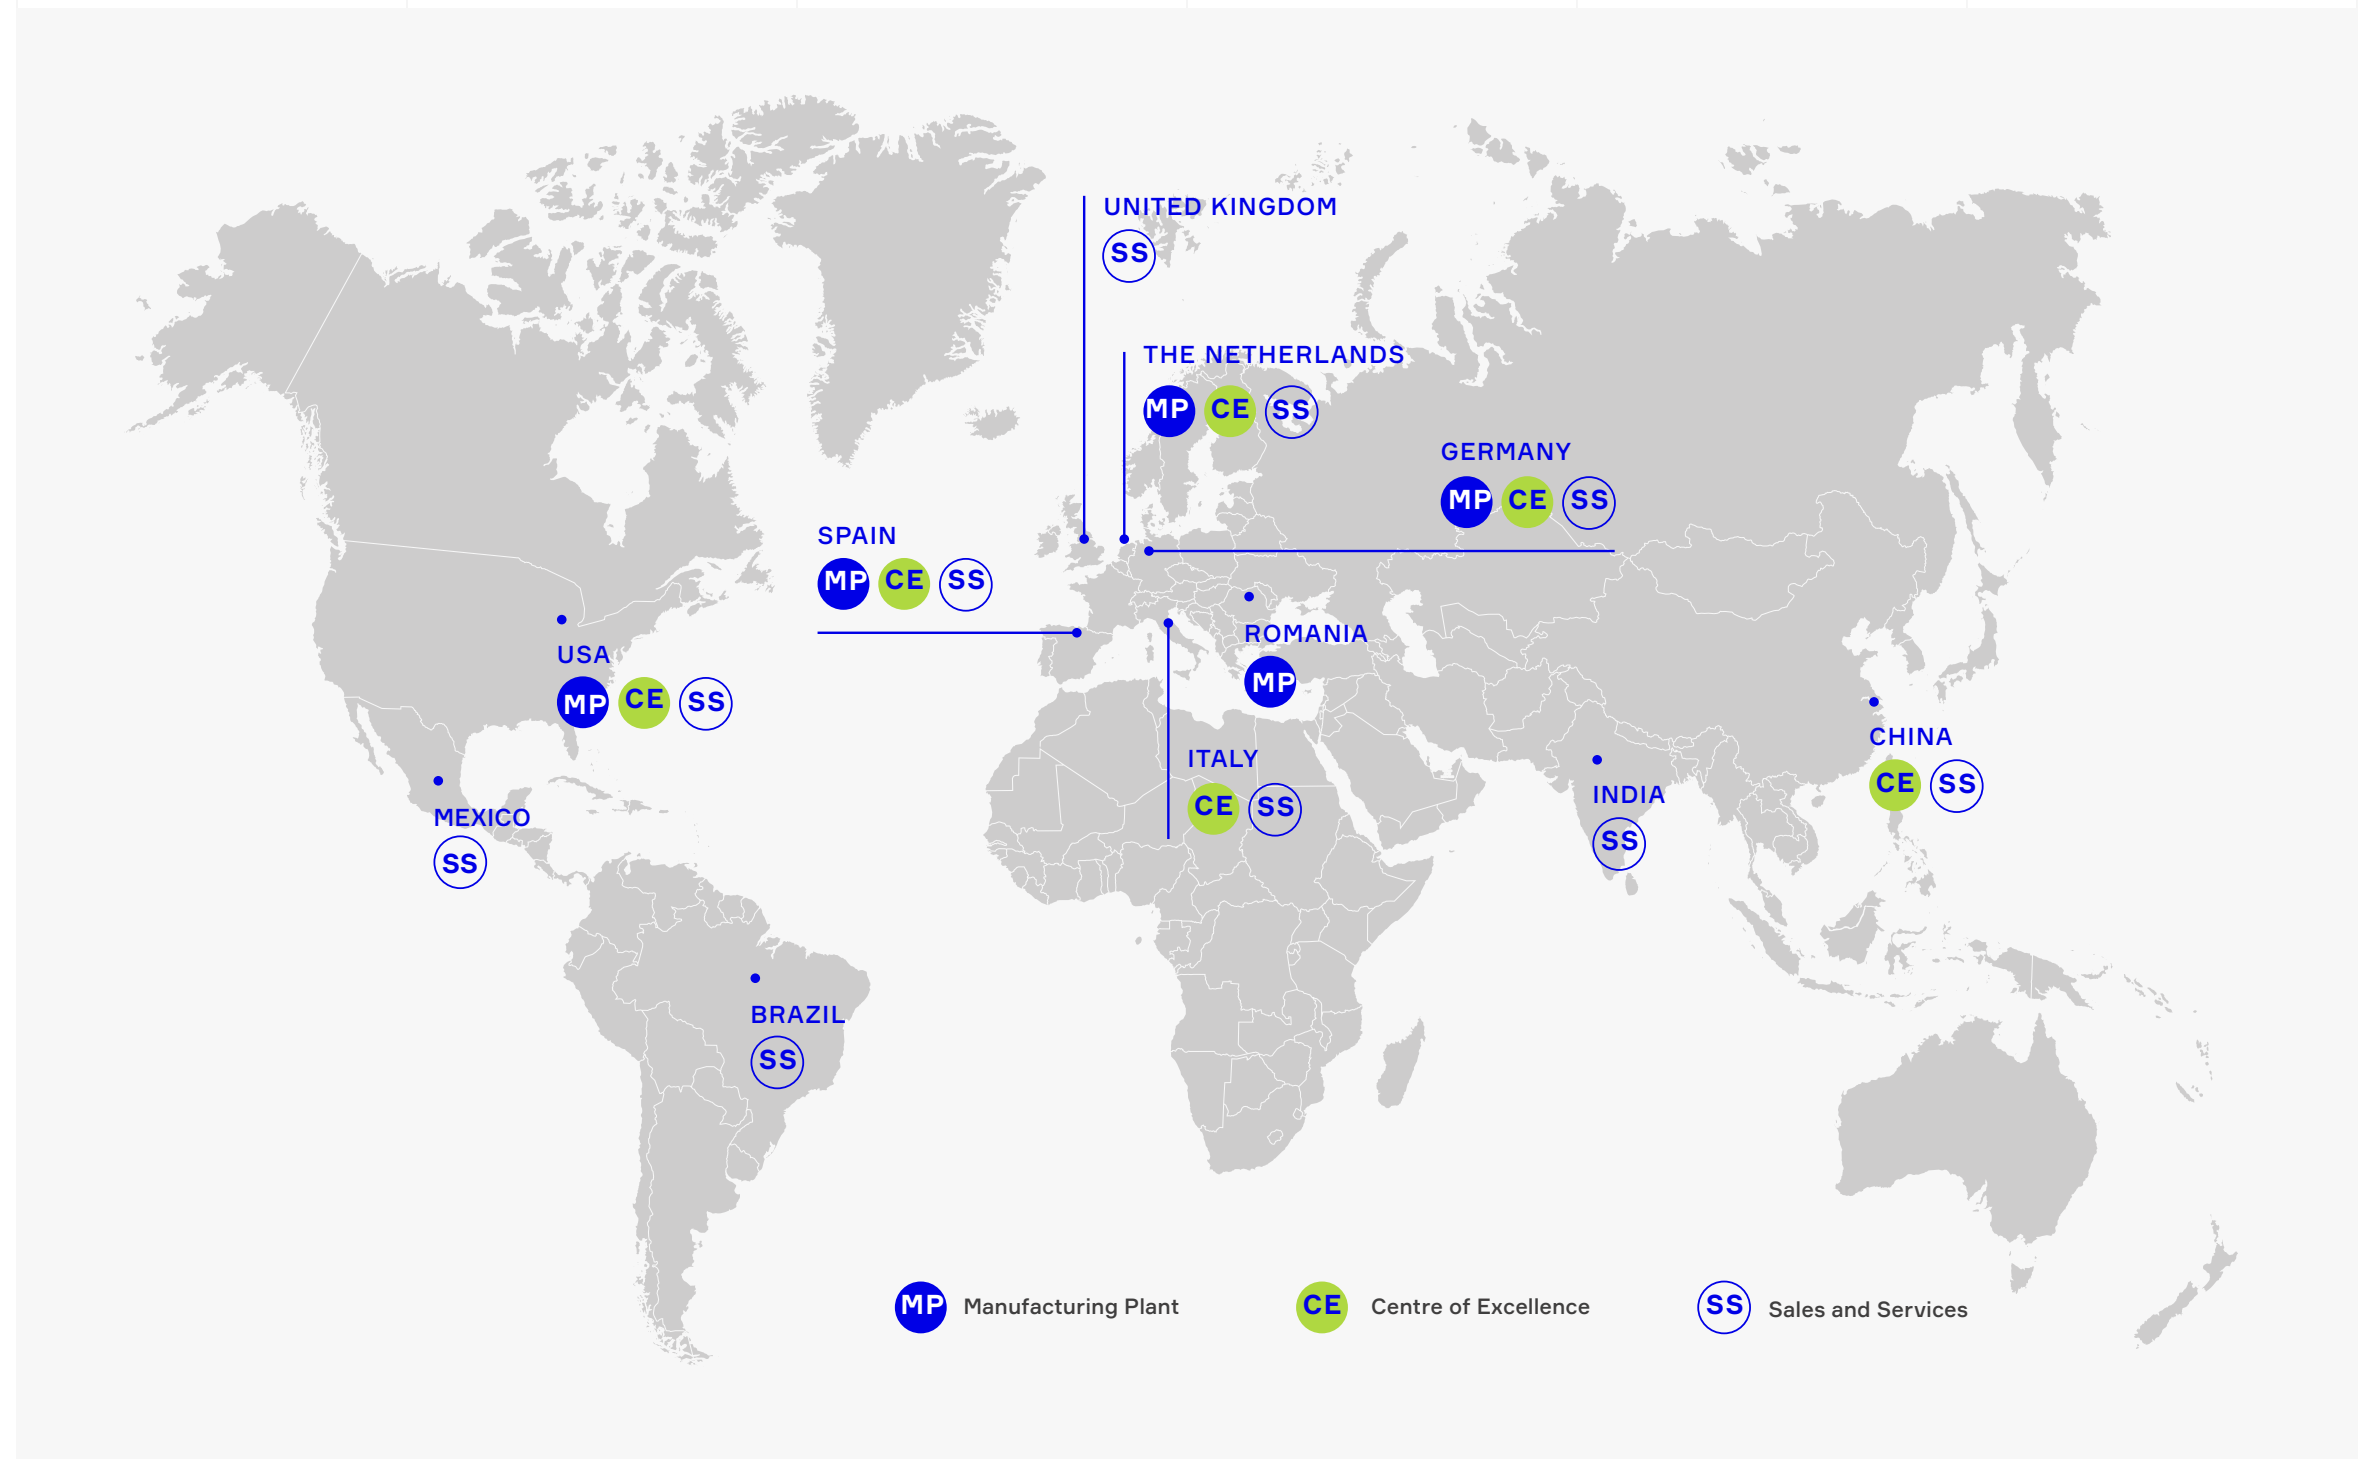 UNITED KINGDOM
SS
THE NETHERLANDS
MP CE SS
GERMANY
MP CE SS
SPAIN
MP CE SS
ROMANIA
MP
USA
MP CE SS
ITALY
CE SS
CHINA
CE SS
INDIA
SS
MEXICO
SS
BRAZIL
SS
MP Manufacturing Plant
CE Centre of Excellence
SS Sales and Services